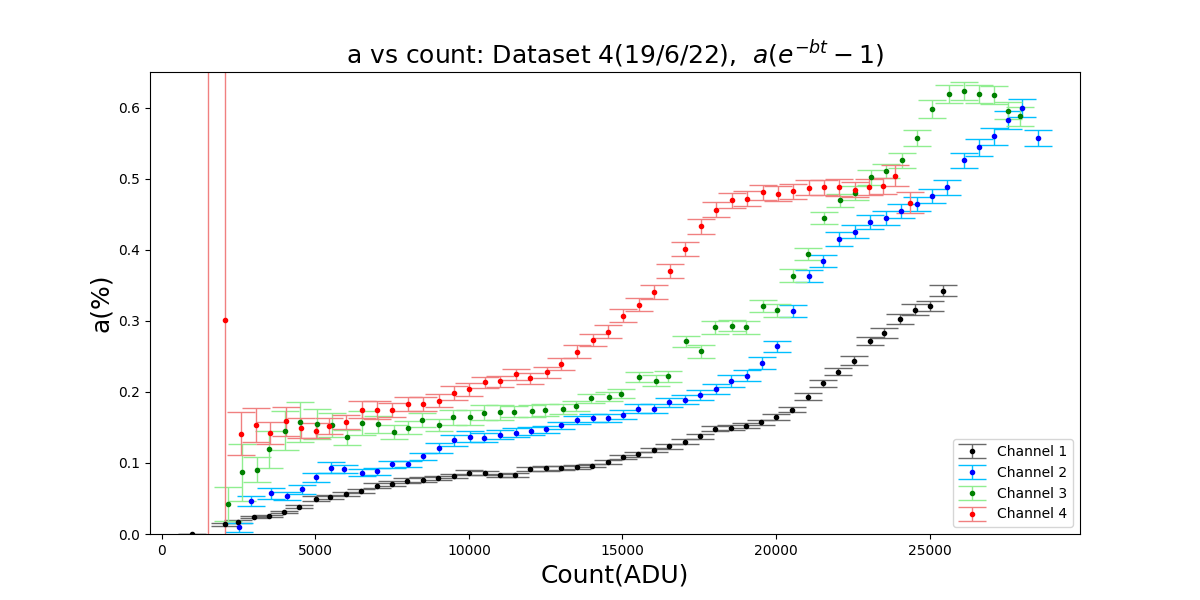 a vs count: Dataset 4(19/6/22), a(e^{-bt} − 1)
a(%)
0.6
0.5
0.4
0.3
0.2
0.1
0.0
0 5000 10000 15000 20000 25000
Count(ADU)
Channel 1
Channel 2
Channel 3
Channel 4